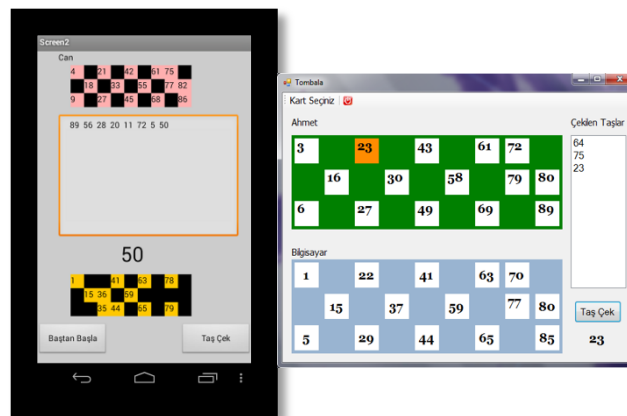 Screen2
Can
4 21 42 61 75
18 33 55 77 82
9 27 45 68 86
89 56 28 20 11 72 5 50
50
1 41 63 78
15 36 59
35 44 65 79
Baştan Başla
Taş Çek
Tombala
Kart Seçiniz
Ahmet
3 23 43 61 72
16 30 58 79 80
6 27 49 69 89
Bilgisayar
1 22 41 63 70
15 37 59 77 80
5 29 44 65 85
Çekilen Taşlar
64
75
23
Taş Çek
23